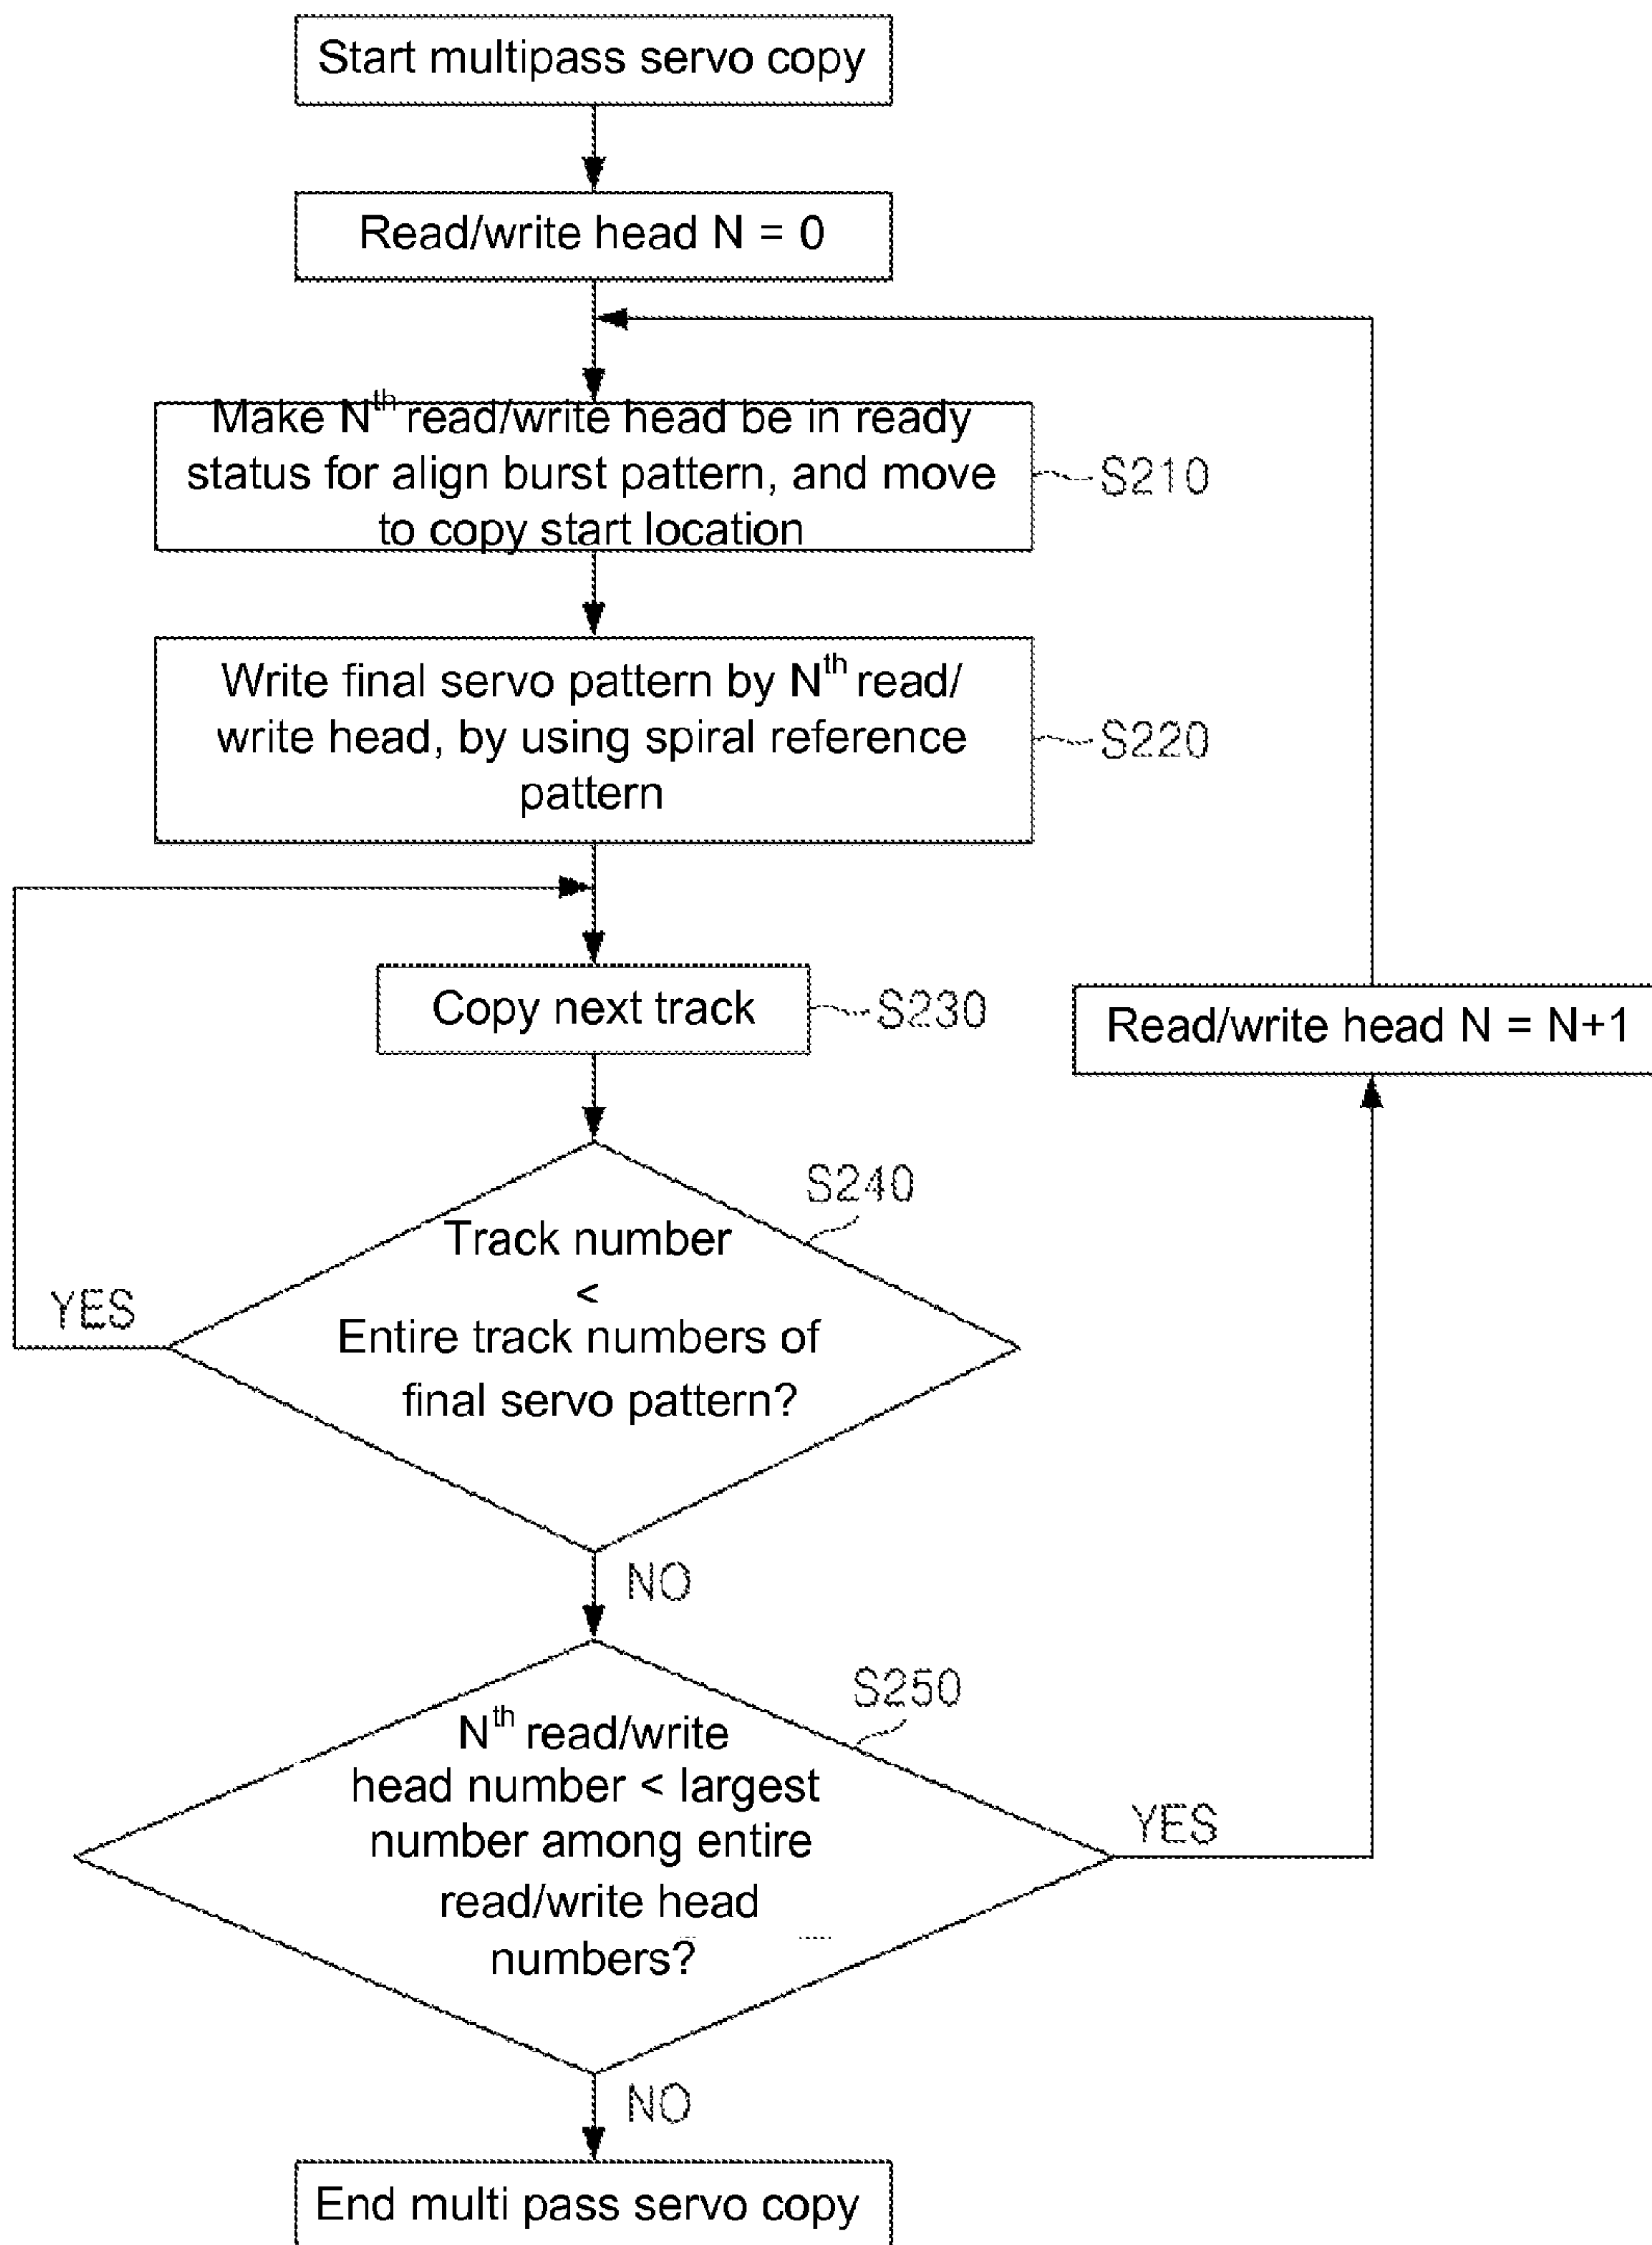 Start multipass servo copy
Read/write head N = 0
Make Nth read/write head be in ready
status for align burst pattern, and move
to copy start location
S210
Write final servo pattern by Nth read/
write head, by using spiral reference
pattern
S220
Copy next track
S230
Read/write head N = N+1
S240
Track number
<
Entire track numbers of
final servo pattern?
YES
NO
S250
Nth read/write
head number < largest
number among entire
read/write head
numbers?
YES
NO
End multi pass servo copy